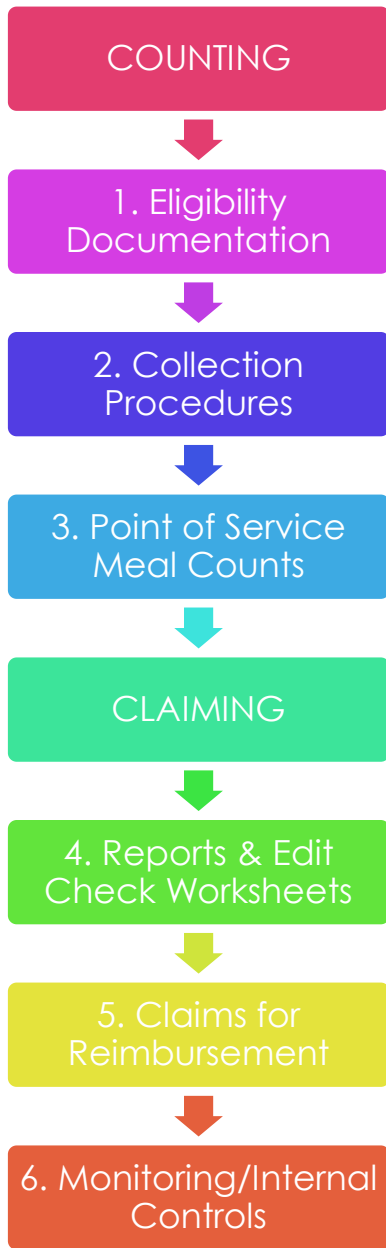 COUNTING
1. Eligibility
Documentation
2. Collection
Procedures
3. Point of Service
Meal Counts
CLAIMING
4. Reports & Edit
Check Worksheets
5. Claims for
Reimbursement
6. Monitoring/Internal
Controls